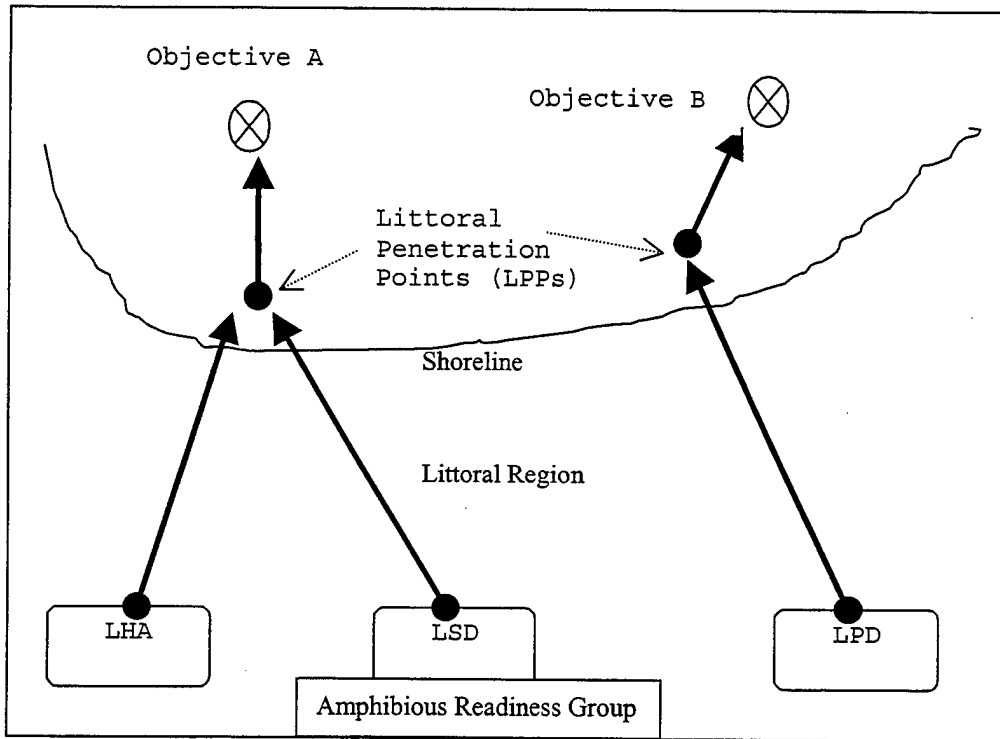 Objective A
Objective B
Littoral
Penetration
Points (LPPs)
Shoreline
Littoral Region
LHA
LSD
LPD
Amphibious Readiness Group